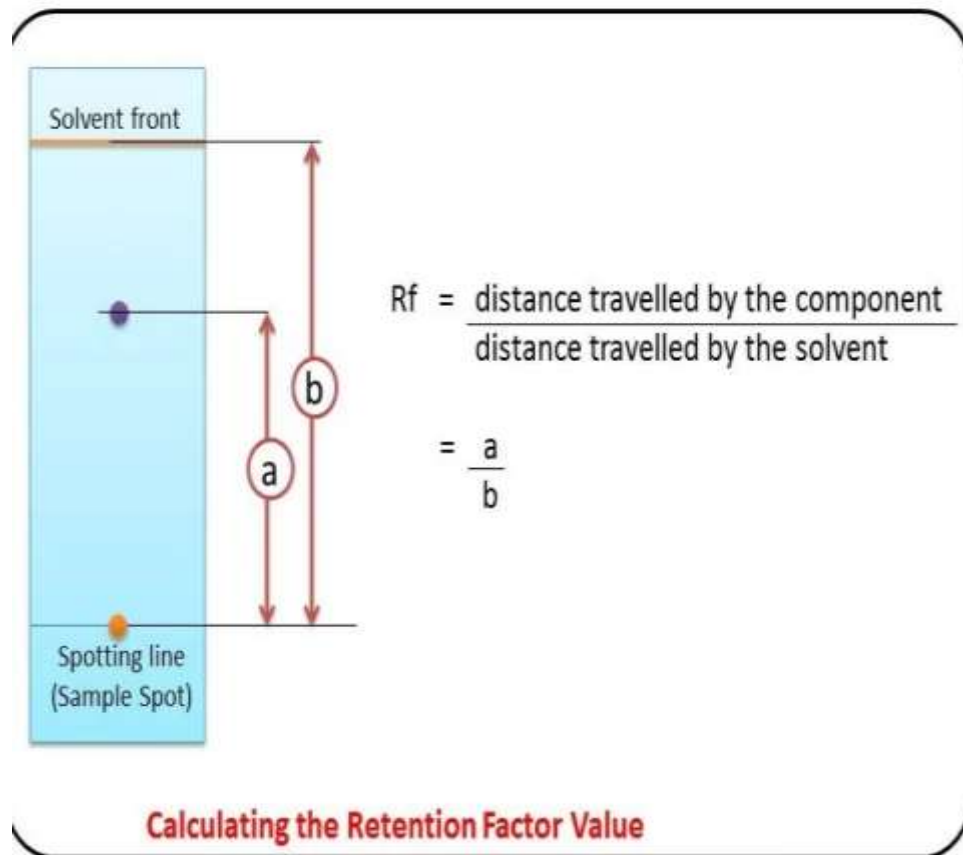 Solvent front
b
a
Spotting line
(Sample Spot)
Rf = distance travelled by the component
distance travelled by the solvent
= a
b
Calculating the Retention Factor Value